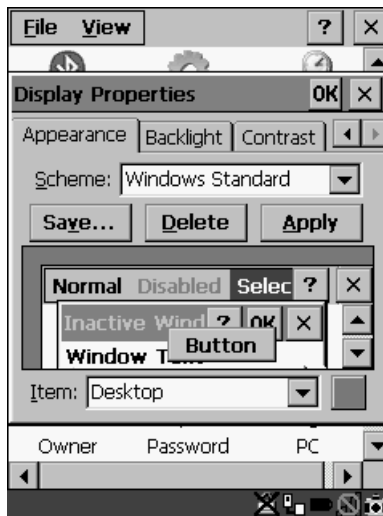 File View ?
Display Properties OK
Appearance Backlight Contrast
Scheme: Windows Standard
Save... Delete Apply
Normal Disabled Selec ?
Inactive Wind ? OK
Window T
Button
Item: Desktop
Owner Password PC